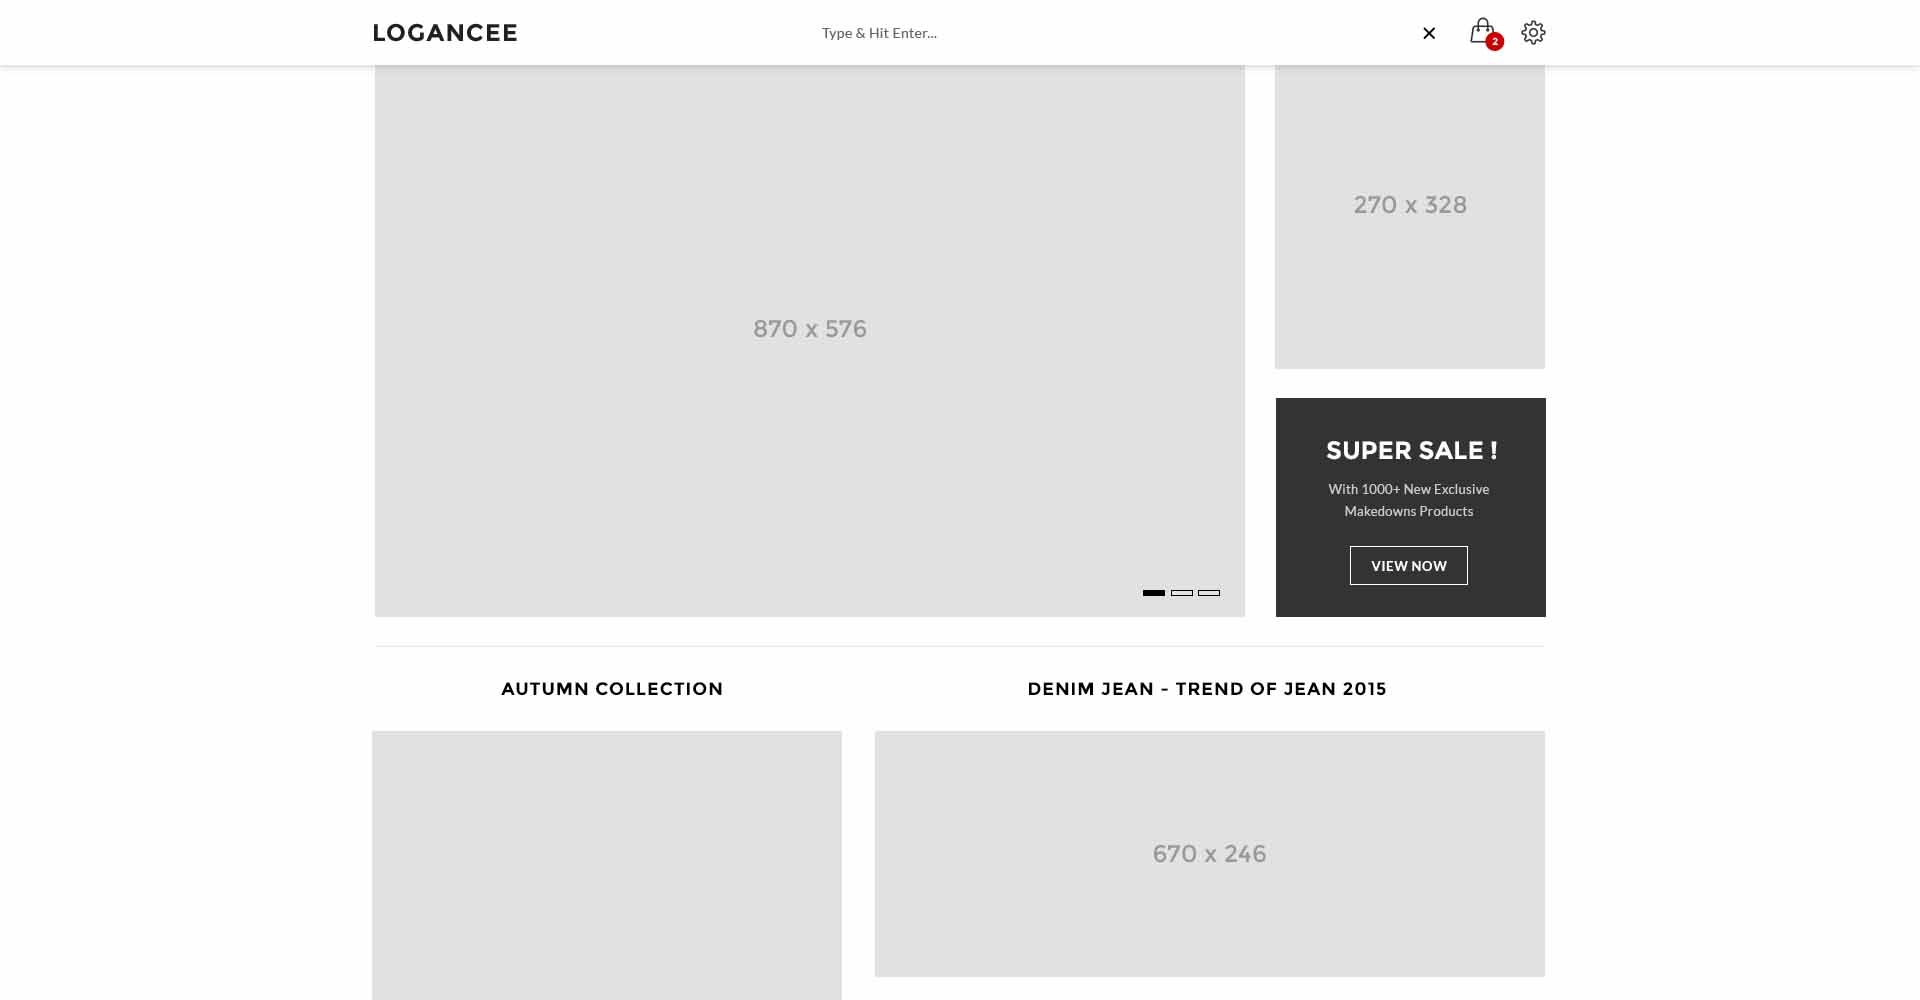 LOGANCEE
Type & Hit Enter...
2
870 x 576
270 x 328
SUPER SALE !
With 1000+ New Exclusive
Makedowns Products
VIEW NOW
AUTUMN COLLECTION
DENIM JEAN - TREND OF JEAN 2015
670 x 246